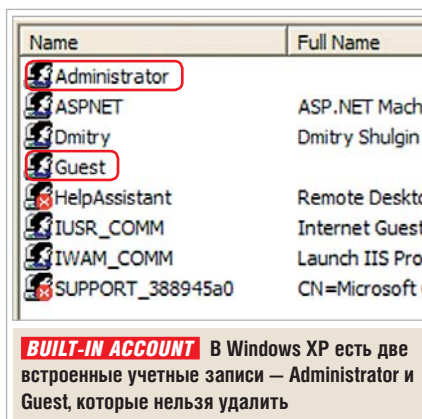 Name Full Name
Administrator
ASPNET ASP.NET Mach
Dmitry Dmitry Shulgin
Guest
HelpAssistant Remote Deskto
IUSR_COMM Internet Guest
IWAM_COMM Launch IIS Pro
SUPPORT_388945a0 CN=Microsoft
BUILT-IN ACCOUNT В Windows XP есть две
встроенные учетные записи — Administrator и
Guest, которые нельзя удалить